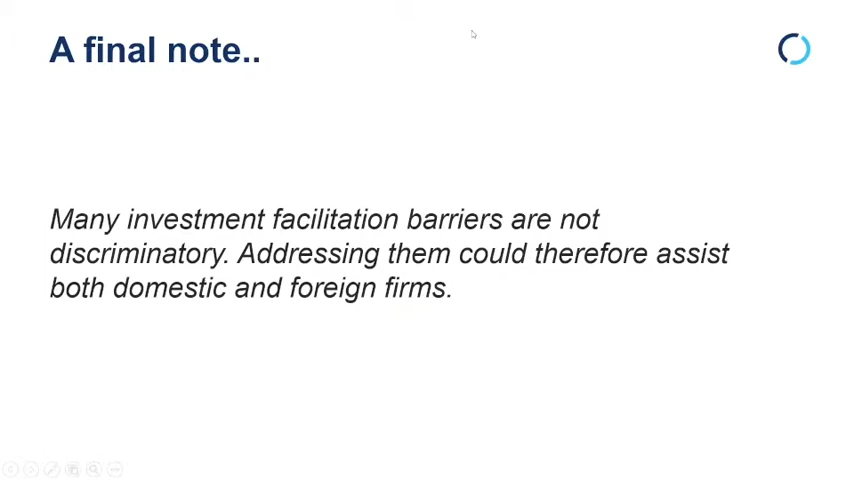 A final note..
Many investment facilitation barriers are not
discriminatory. Addressing them could therefore assist
both domestic and foreign firms.